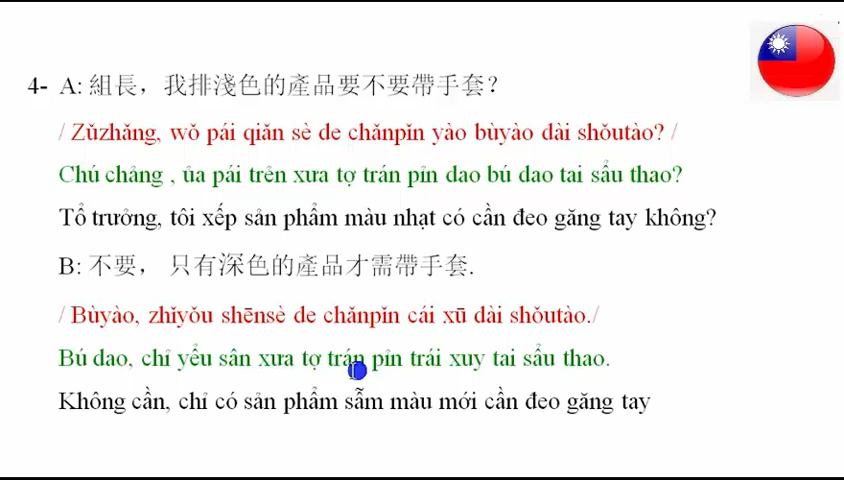 4- A: 組長，我排淺色的產品要不要帶手套？
/ Zǔzhǎng, wǒ pái qiǎn sè de chǎnpǐn yào bùyào dài shǒutào? /
Chú chảng , ủa pái trẻn xưa tợ trán pỉn dao bú dao tai sẩu thao?
Tổ trưởng, tôi xếp sản phẩm màu nhạt có cần đeo găng tay không?
B: 不要， 只有深色的產品才需帶手套.
/ Bùyào, zhǐyǒu shēnsè de chǎnpǐn cái xū dài shǒutào./
Bú dao, chỉ yểu sân xưa tợ trán pỉn trái xuy tai sẩu thao.
Không cần, chỉ có sản phẩm sẫm màu mới cần đeo găng tay